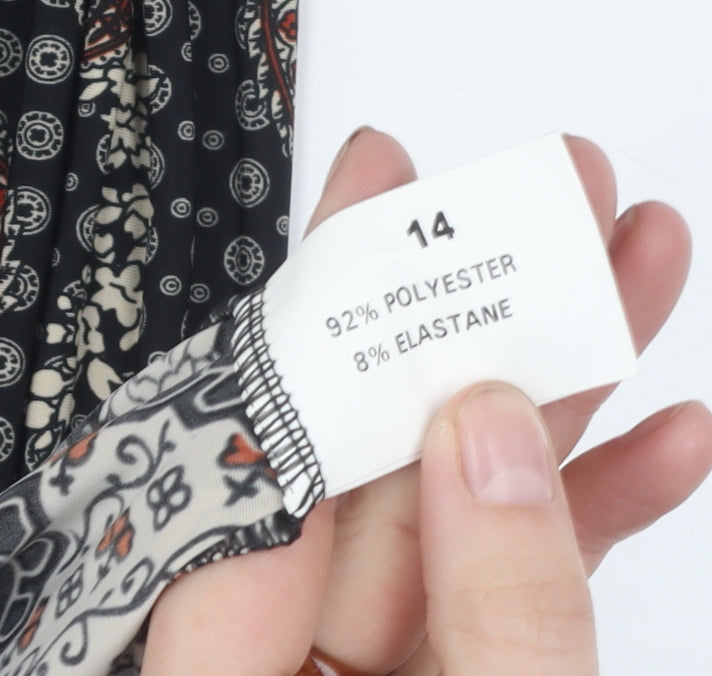 14
92% POLYESTER
8% ELASTANE